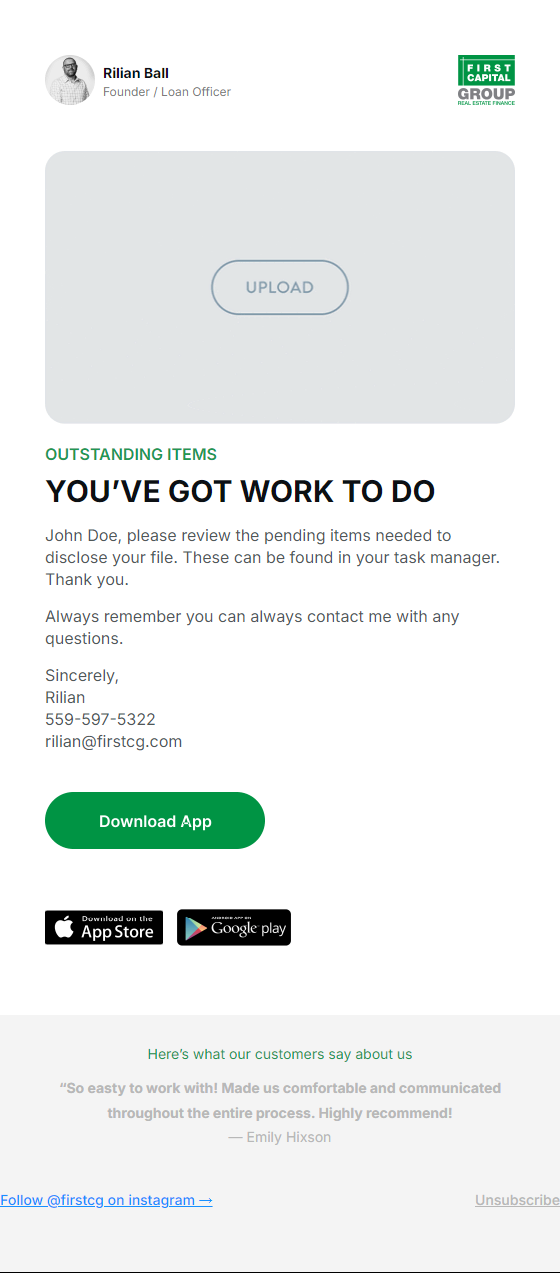 Rilian Ball
Founder / Loan Officer
FIRST
CAPITAL
GROUP
REAL ESTATE FINANCE
UPLOAD
OUTSTANDING ITEMS
YOU’VE GOT WORK TO DO
John Doe, please review the pending items needed to
disclose your file. These can be found in your task manager.
Thank you.
Always remember you can always contact me with any
questions.
Sincerely,
Rilian
559-597-5322
rilian@firstcg.com
Download App
Download on the
App Store
ANDROID APP ON
Google play
Here’s what our customers say about us
“So easty to work with! Made us comfortable and communicated
throughout the entire process. Highly recommend!
— Emily Hixson
Follow @firstcg on instagram →
Unsubscribe